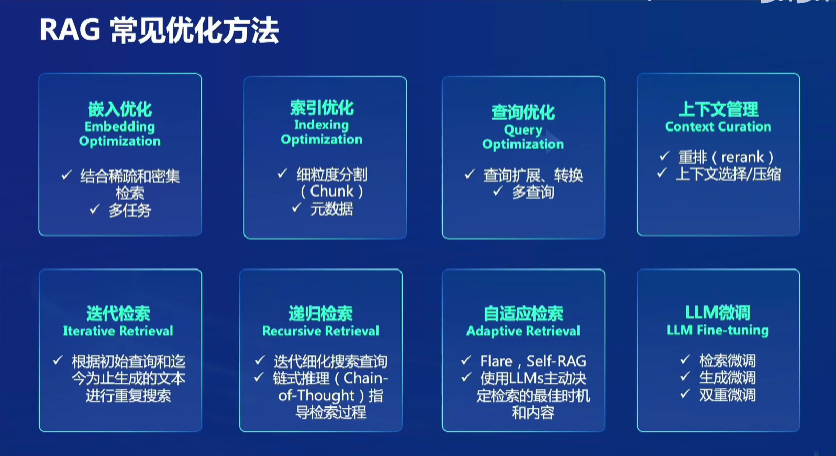 RAG 常见优化方法
嵌入优化
Embedding
Optimization
✓ 结合稀疏和密集
检索
✓ 多任务
索引优化
Indexing
Optimization
✓ 细粒度分割
（Chunk）
✓ 元数据
查询优化
Query
Optimization
✓ 查询扩展、转换
✓ 多查询
上下文管理
Context Curation
✓ 重排（rerank）
✓ 上下文选择/压缩
迭代检索
Iterative Retrieval
✓ 根据初始查询和迄
今为止生成的文本
进行重复搜索
递归检索
Recursive Retrieval
✓ 迭代细化搜索查询
✓ 链式推理（Chain-
of-Thought）指
导检索过程
自适应检索
Adaptive Retrieval
✓ Flare，Self-RAG
✓ 使用LLMs主动决
定检索的最佳时机
和内容
LLM微调
LLM Fine-tuning
✓ 检索微调
✓ 生成微调
✓ 双重微调